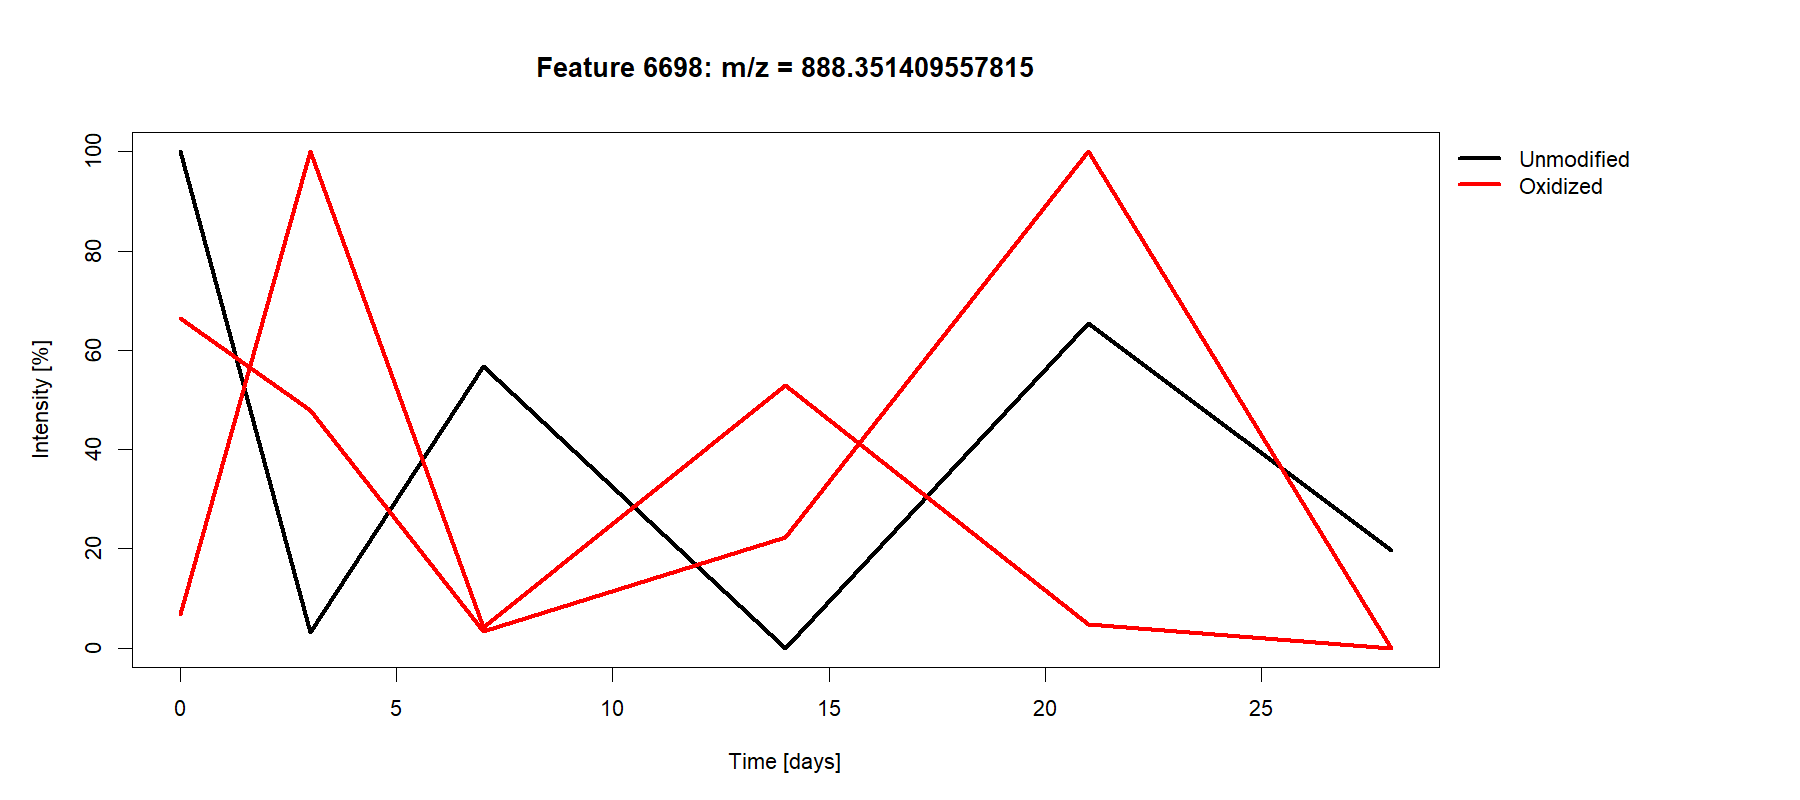 Feature 6698: m/z = 888.351409557815
Unmodified
Oxidized
Intensity [%]
100
80
60
40
20
0
0 5 10 15 20 25
Time [days]